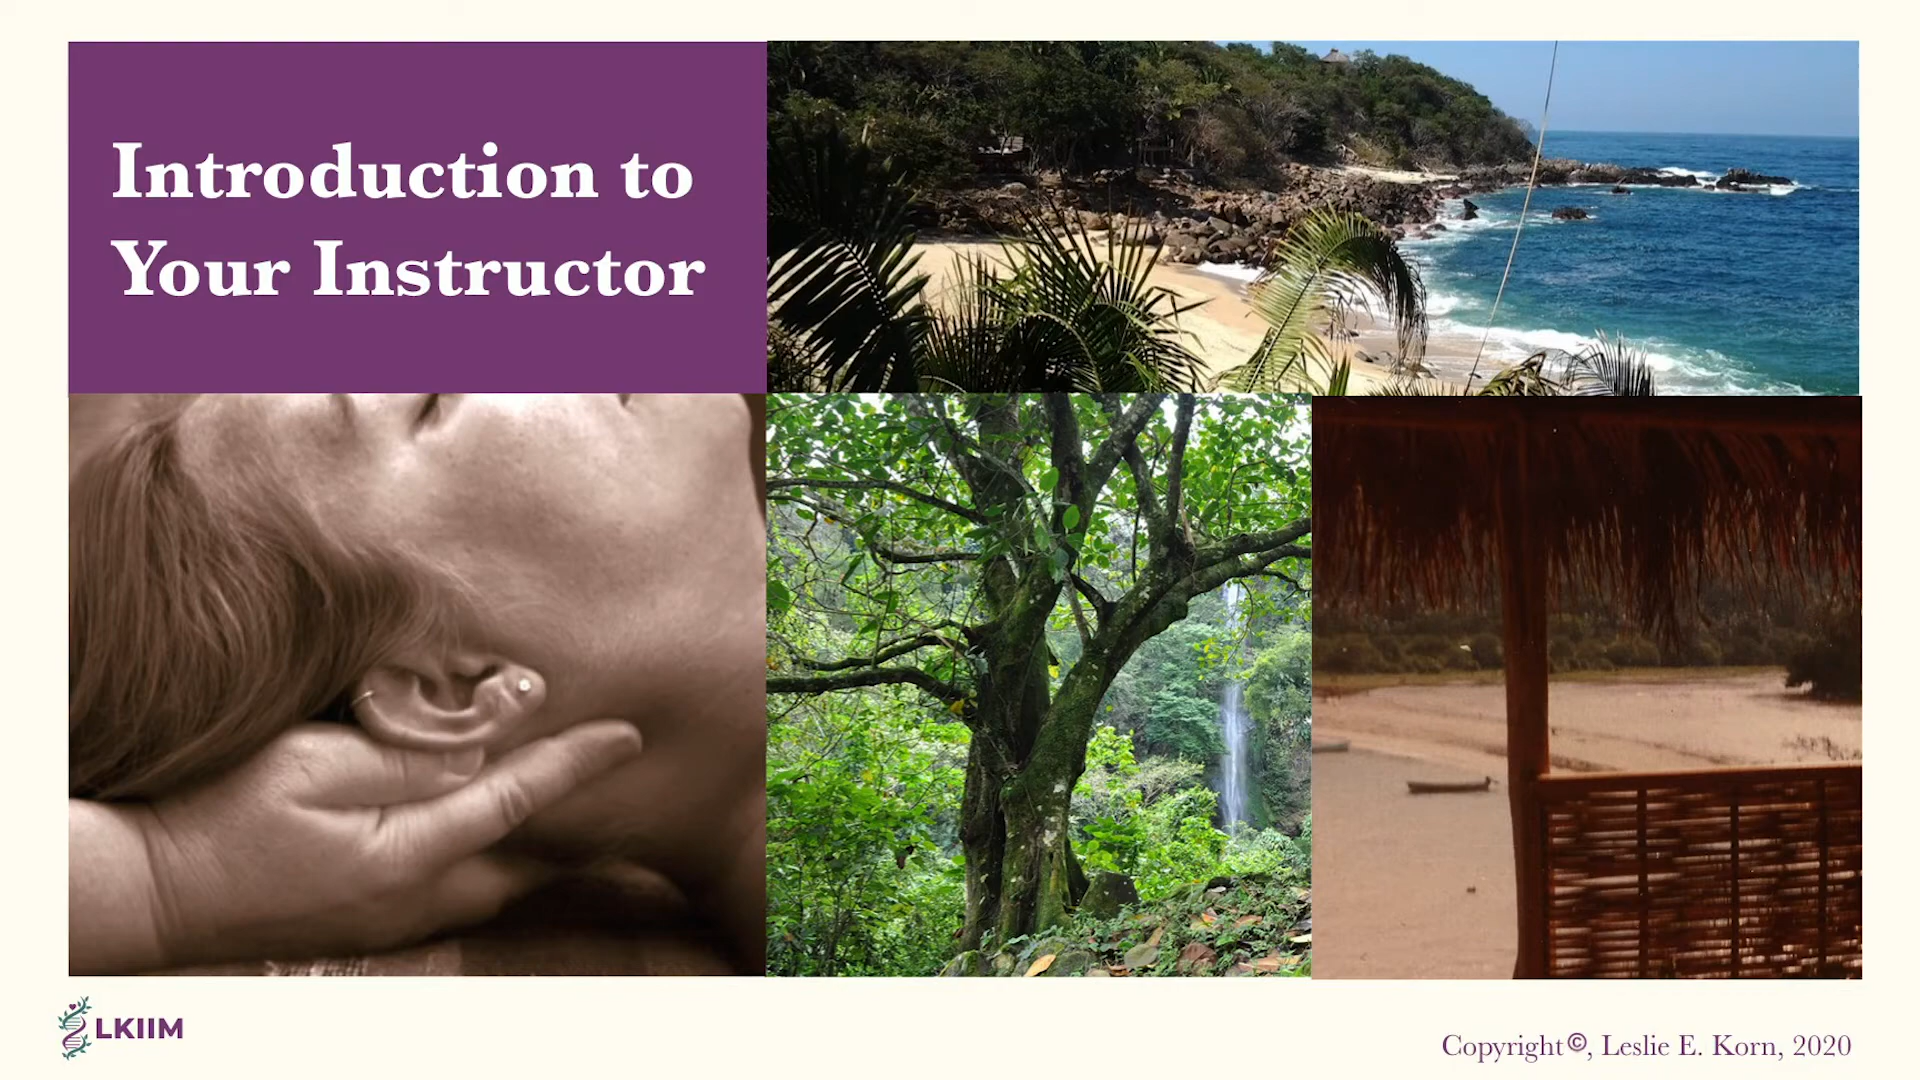 Introduction to
Your Instructor
LKIIM
Copyright©, Leslie E. Korn, 2020